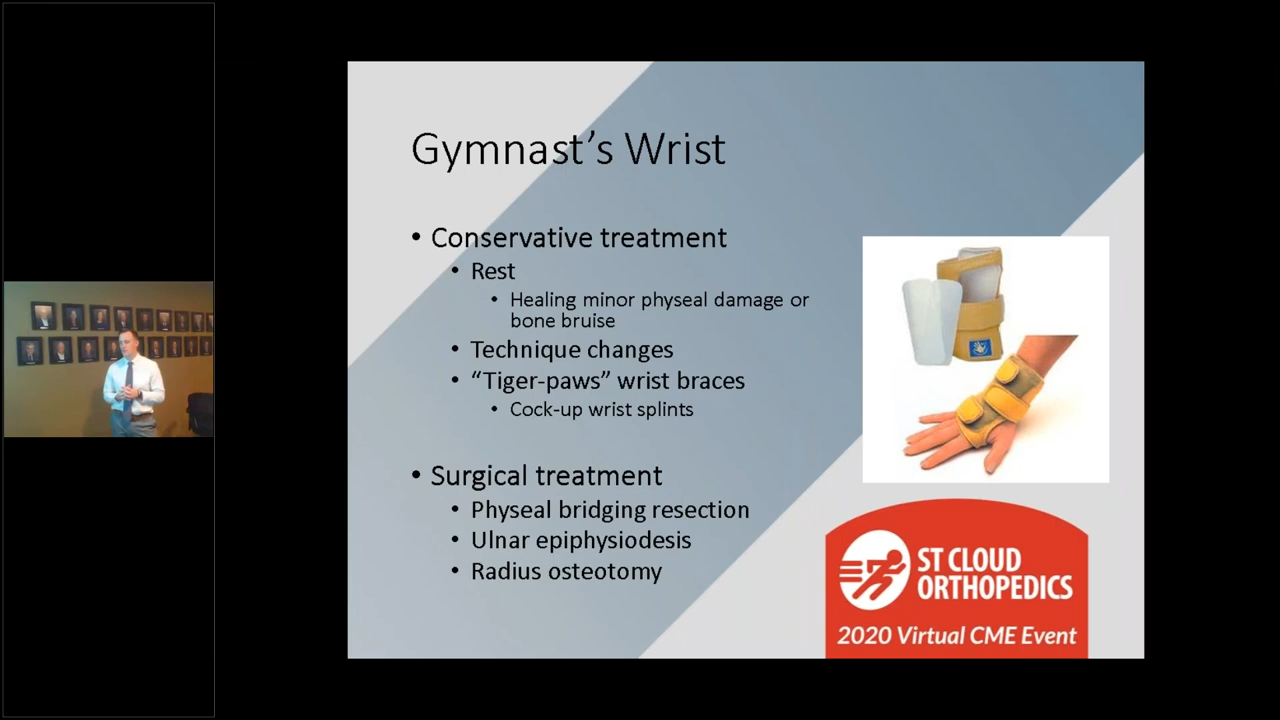 Gymnast’s Wrist
• Conservative treatment
• Rest
• Healing minor physeal damage or
bone bruise
• Technique changes
• “Tiger-paws” wrist braces
• Cock-up wrist splints
• Surgical treatment
• Physeal bridging resection
• Ulnar epiphysiodesis
• Radius osteotomy
ST CLOUD
ORTHOPEDICS
2020 Virtual CME Event